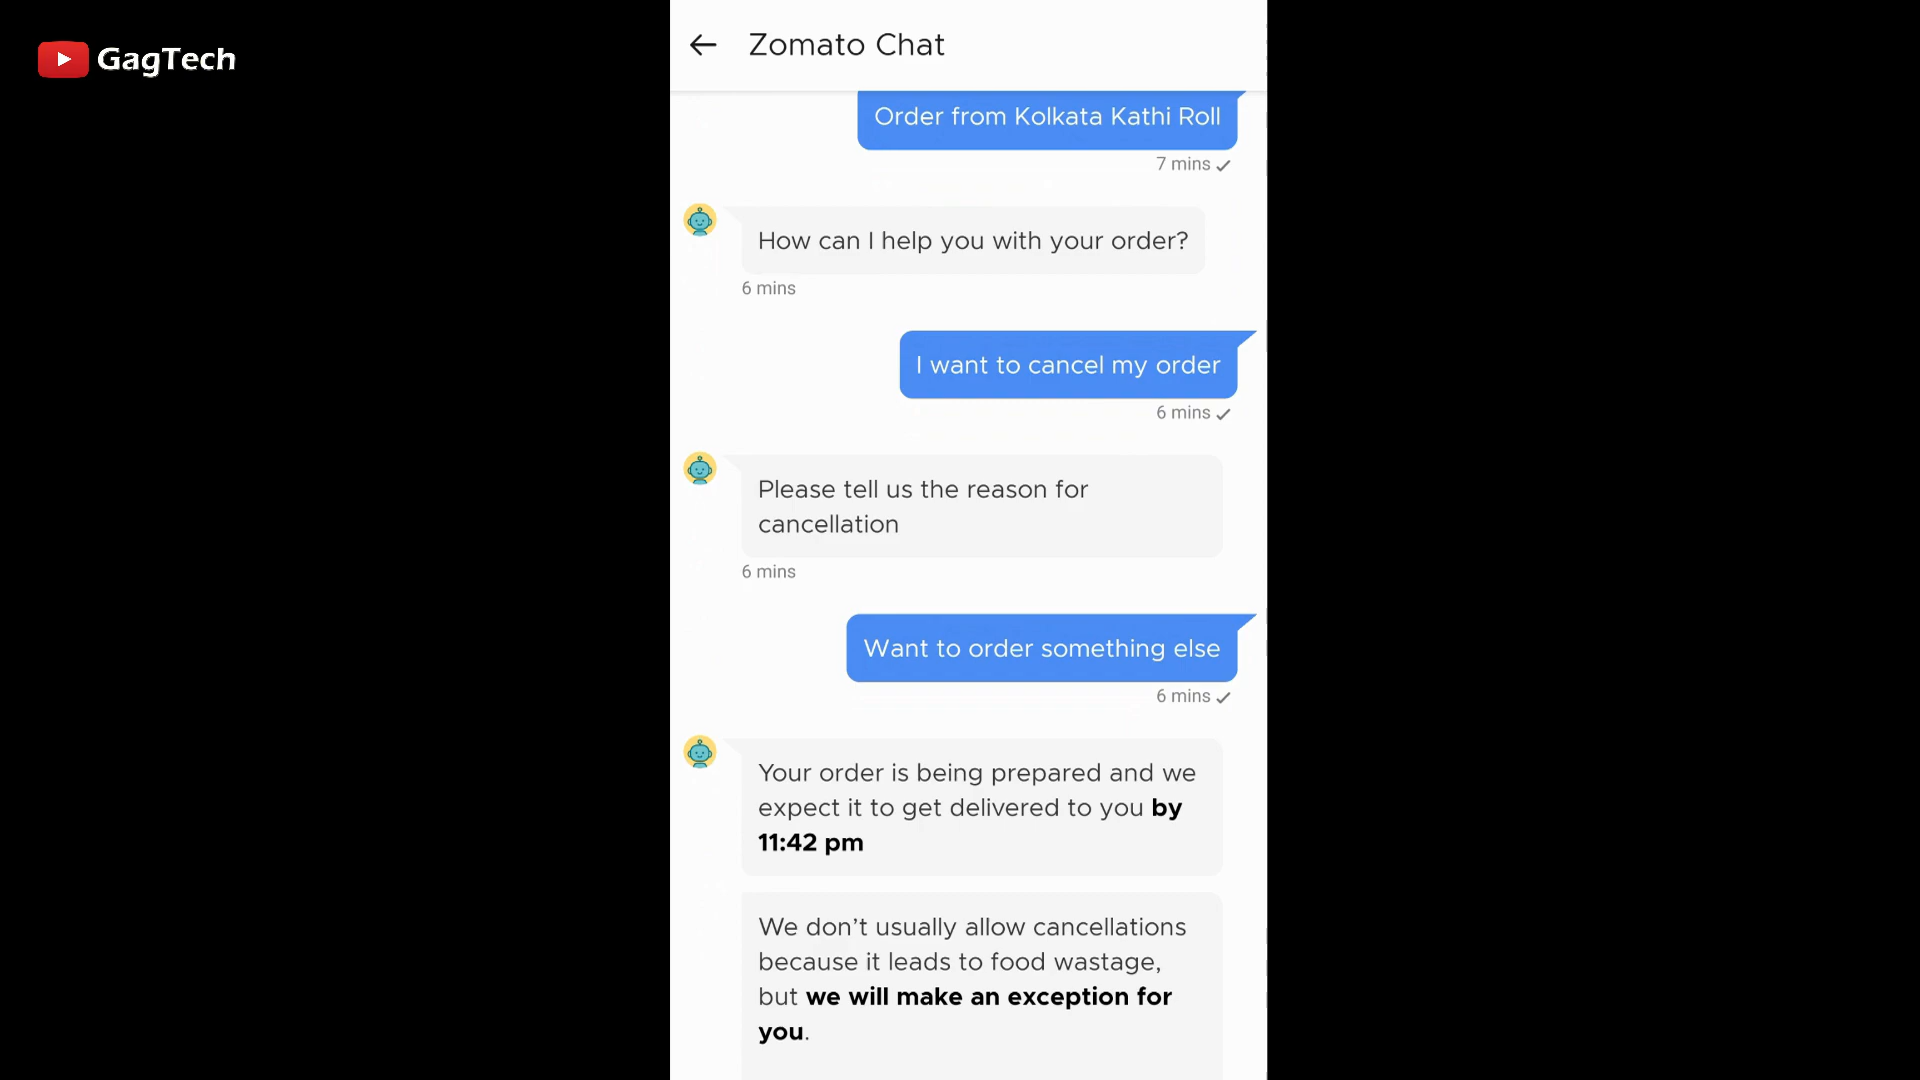 GagTech
Zomato Chat
Order from Kolkata Kathi Roll
7 mins
How can I help you with your order?
6 mins
I want to cancel my order
6 mins
Please tell us the reason for
cancellation
6 mins
Want to order something else
6 mins
Your order is being prepared and we
expect it to get delivered to you by
11:42 pm
We don’t usually allow cancellations
because it leads to food wastage,
but we will make an exception for
you.